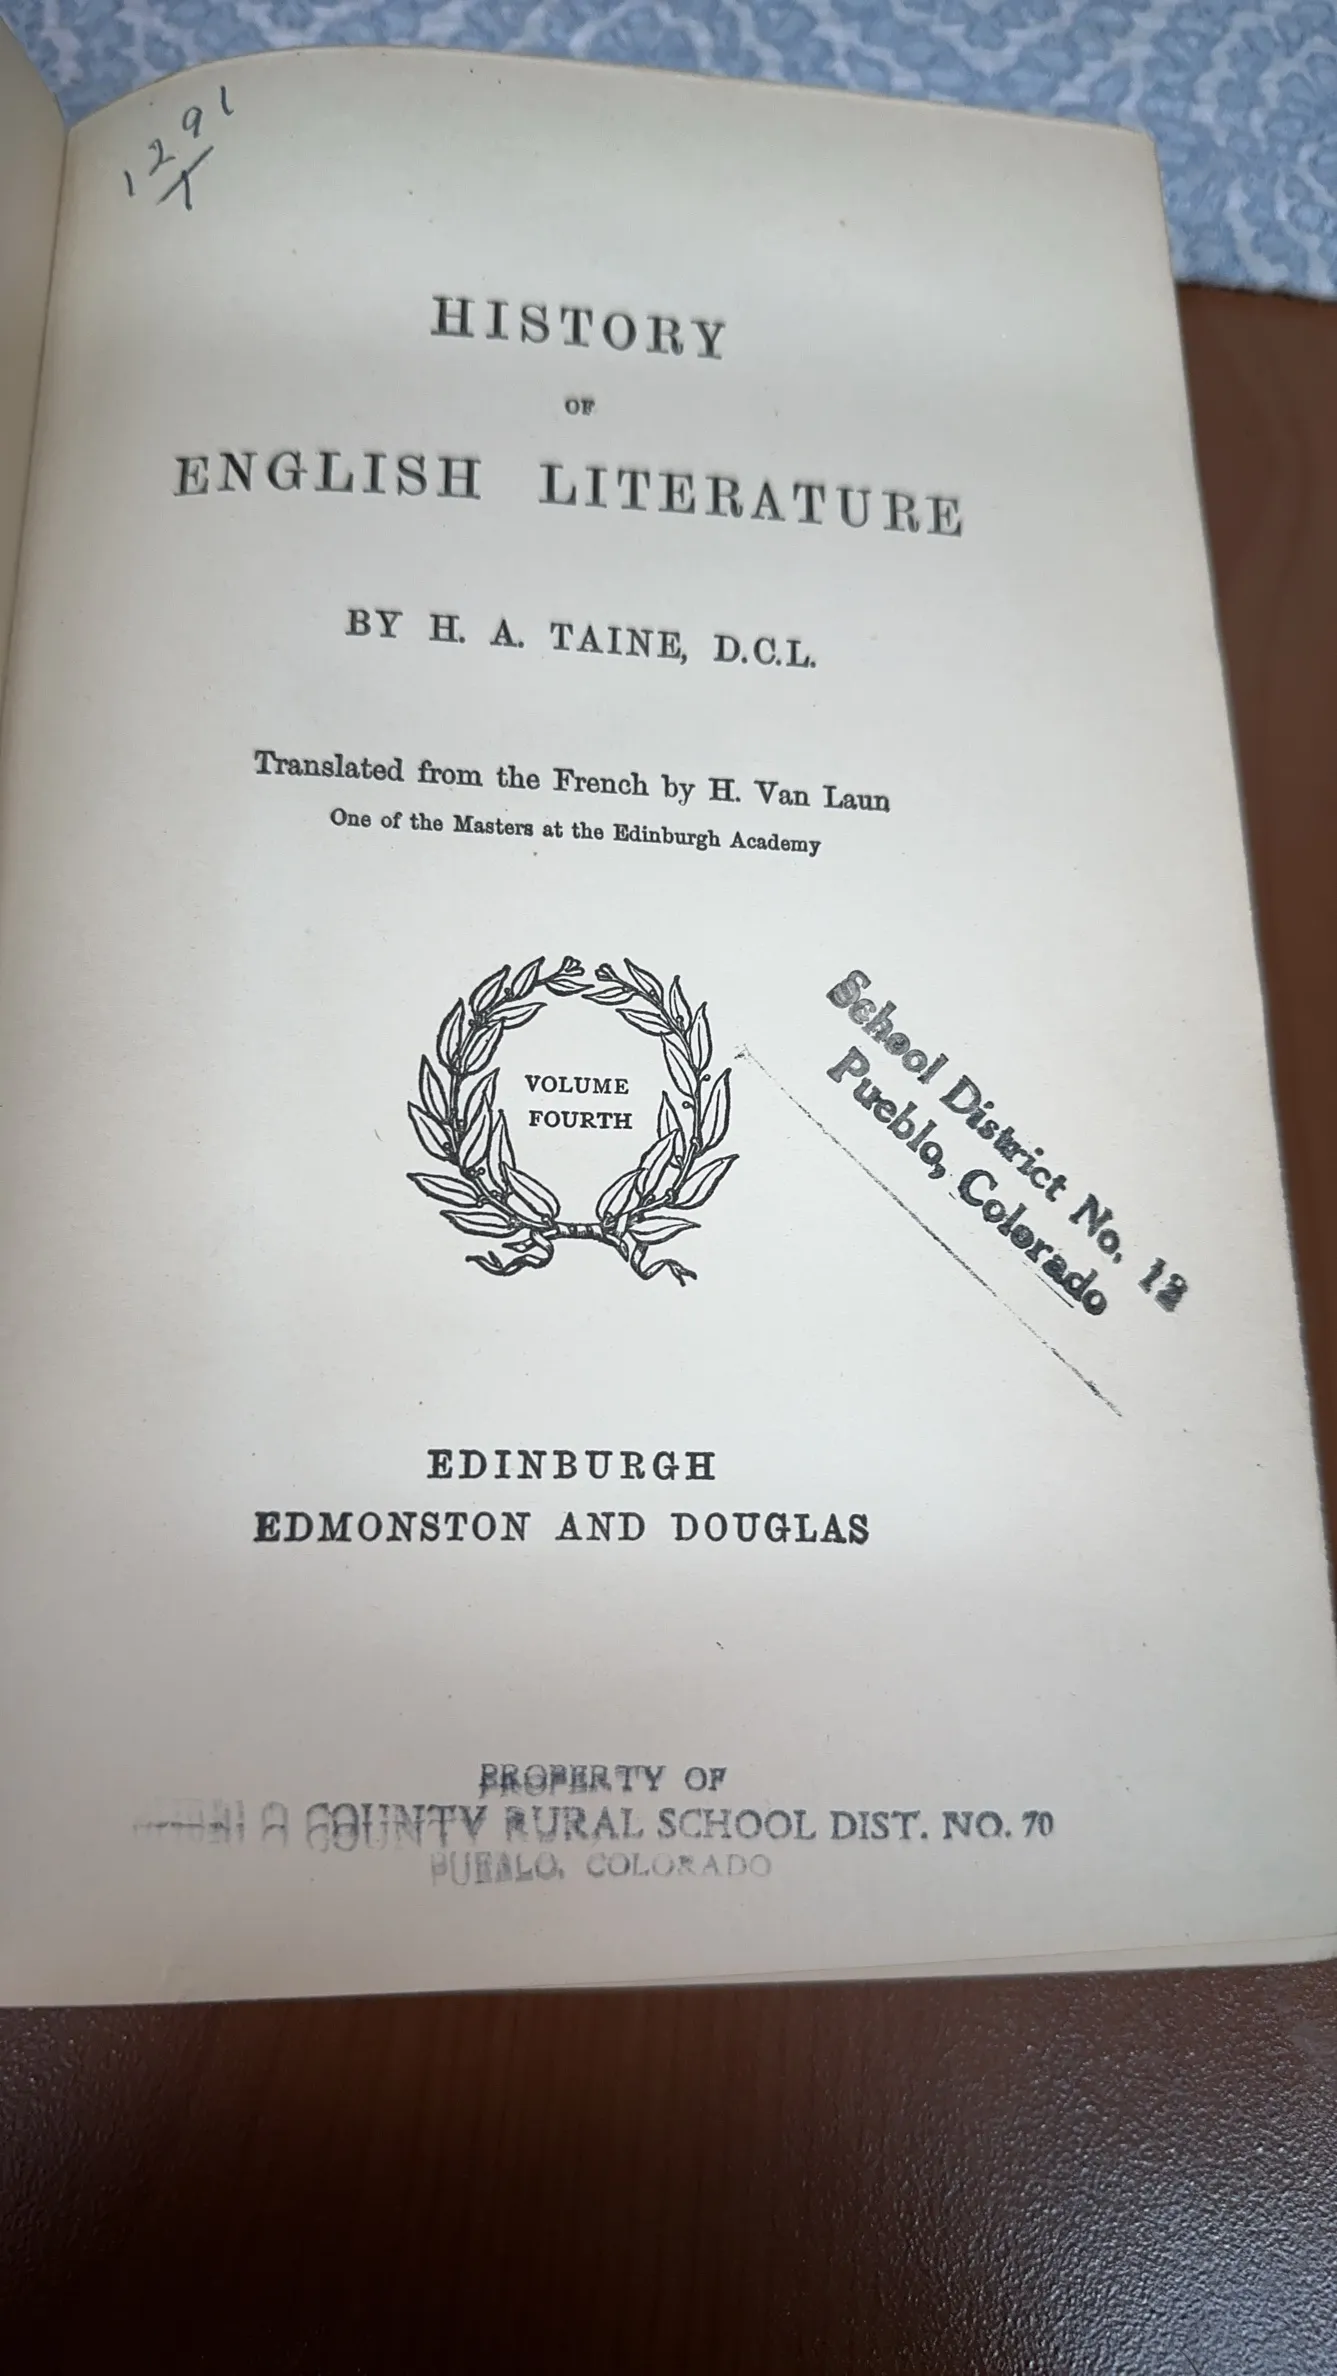 1291
T
HISTORY
OF
ENGLISH LITERATURE
BY H. A. TAINE, D.C.L.
Translated from the French by H. Van Laun
One of the Masters at the Edinburgh Academy
VOLUME
FOURTH
School District No. 12
Pueblo, Colorado
EDINBURGH
EDMONSTON AND DOUGLAS
PROPERTY OF
COUNTY RURAL SCHOOL DIST. NO. 70
PUEBLO, COLORADO